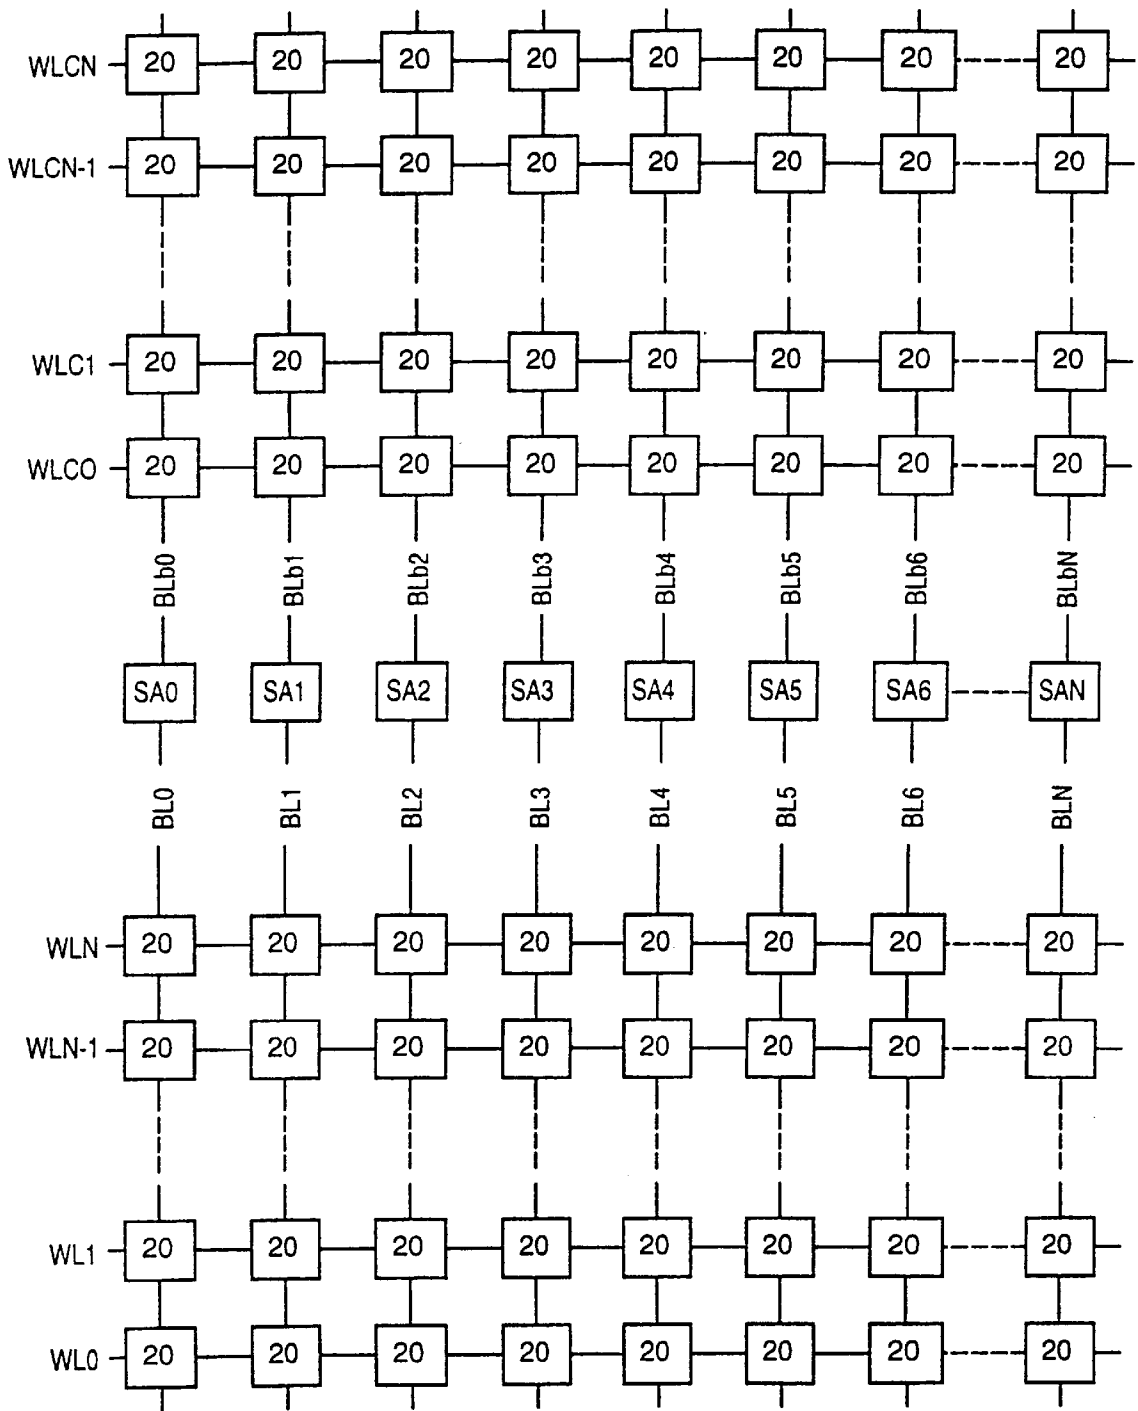 WLCN 20 20 20 20 20 20 20 20
WLCN-1 20 20 20 20 20 20 20 20
WLC1 20 20 20 20 20 20 20 20
WLCO 20 20 20 20 20 20 20 20
BLb0 BLb1 BLb2 BLb3 BLb4 BLb5 BLb6 BLbN
SA0 SA1 SA2 SA3 SA4 SA5 SA6 SAN
BL0 BL1 BL2 BL3 BL4 BL5 BL6 BLN
WLN 20 20 20 20 20 20 20 20
WLN-1 20 20 20 20 20 20 20 20
WL1 20 20 20 20 20 20 20 20
WL0 20 20 20 20 20 20 20 20